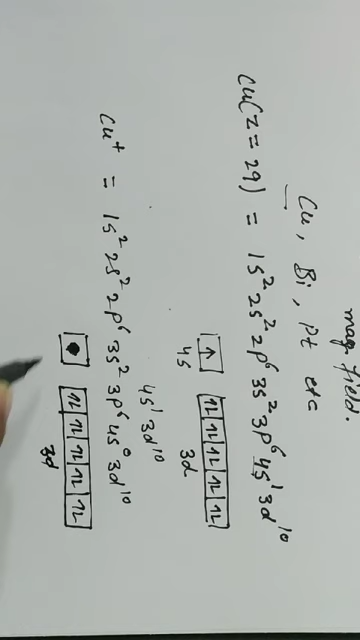 mag field.
Cu, Bi, Pt etc
Cu(Z=29) = 1s² 2s² 2p⁶ 3s² 3p⁶ 4s¹ 3d¹⁰
↑ ↑↓ ↑↓ ↑↓ ↑↓ ↑↓
4s 3d
4s¹ 3d¹⁰
Cu⁺ = 1s² 2s² 2p⁶ 3s² 3p⁶ 4s⁰ 3d¹⁰
• ↑↓ ↑↓ ↑↓ ↑↓ ↑↓
3d